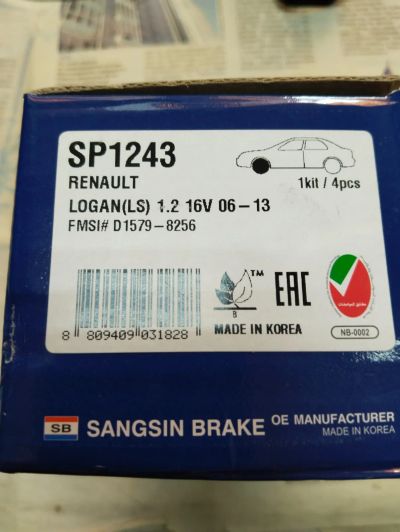 SP1243
RENAULT
1kit / 4pcs
LOGAN(LS) 1.2 16V 06-13
FMSI# D1579-8256
TM
EAC
B
MADE IN KOREA
NB-0002
8 809409 031828
SB
SANGSIN BRAKE
OE MANUFACTURER
MADE IN KOREA